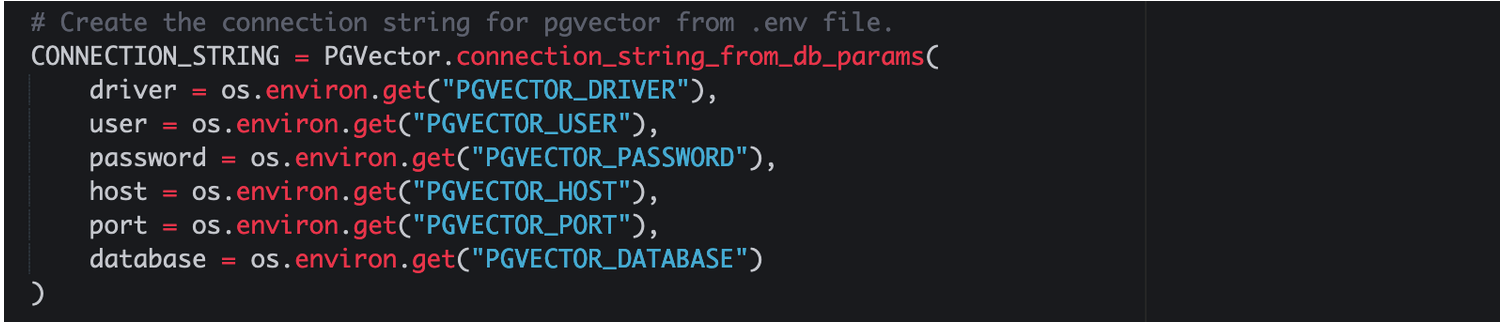 # Create the connection string for pgvector from .env file.
CONNECTION_STRING = PGVector.connection_string_from_db_params(
    driver = os.environ.get("PGVECTOR_DRIVER"),
    user = os.environ.get("PGVECTOR_USER"),
    password = os.environ.get("PGVECTOR_PASSWORD"),
    host = os.environ.get("PGVECTOR_HOST"),
    port = os.environ.get("PGVECTOR_PORT"),
    database = os.environ.get("PGVECTOR_DATABASE")
)